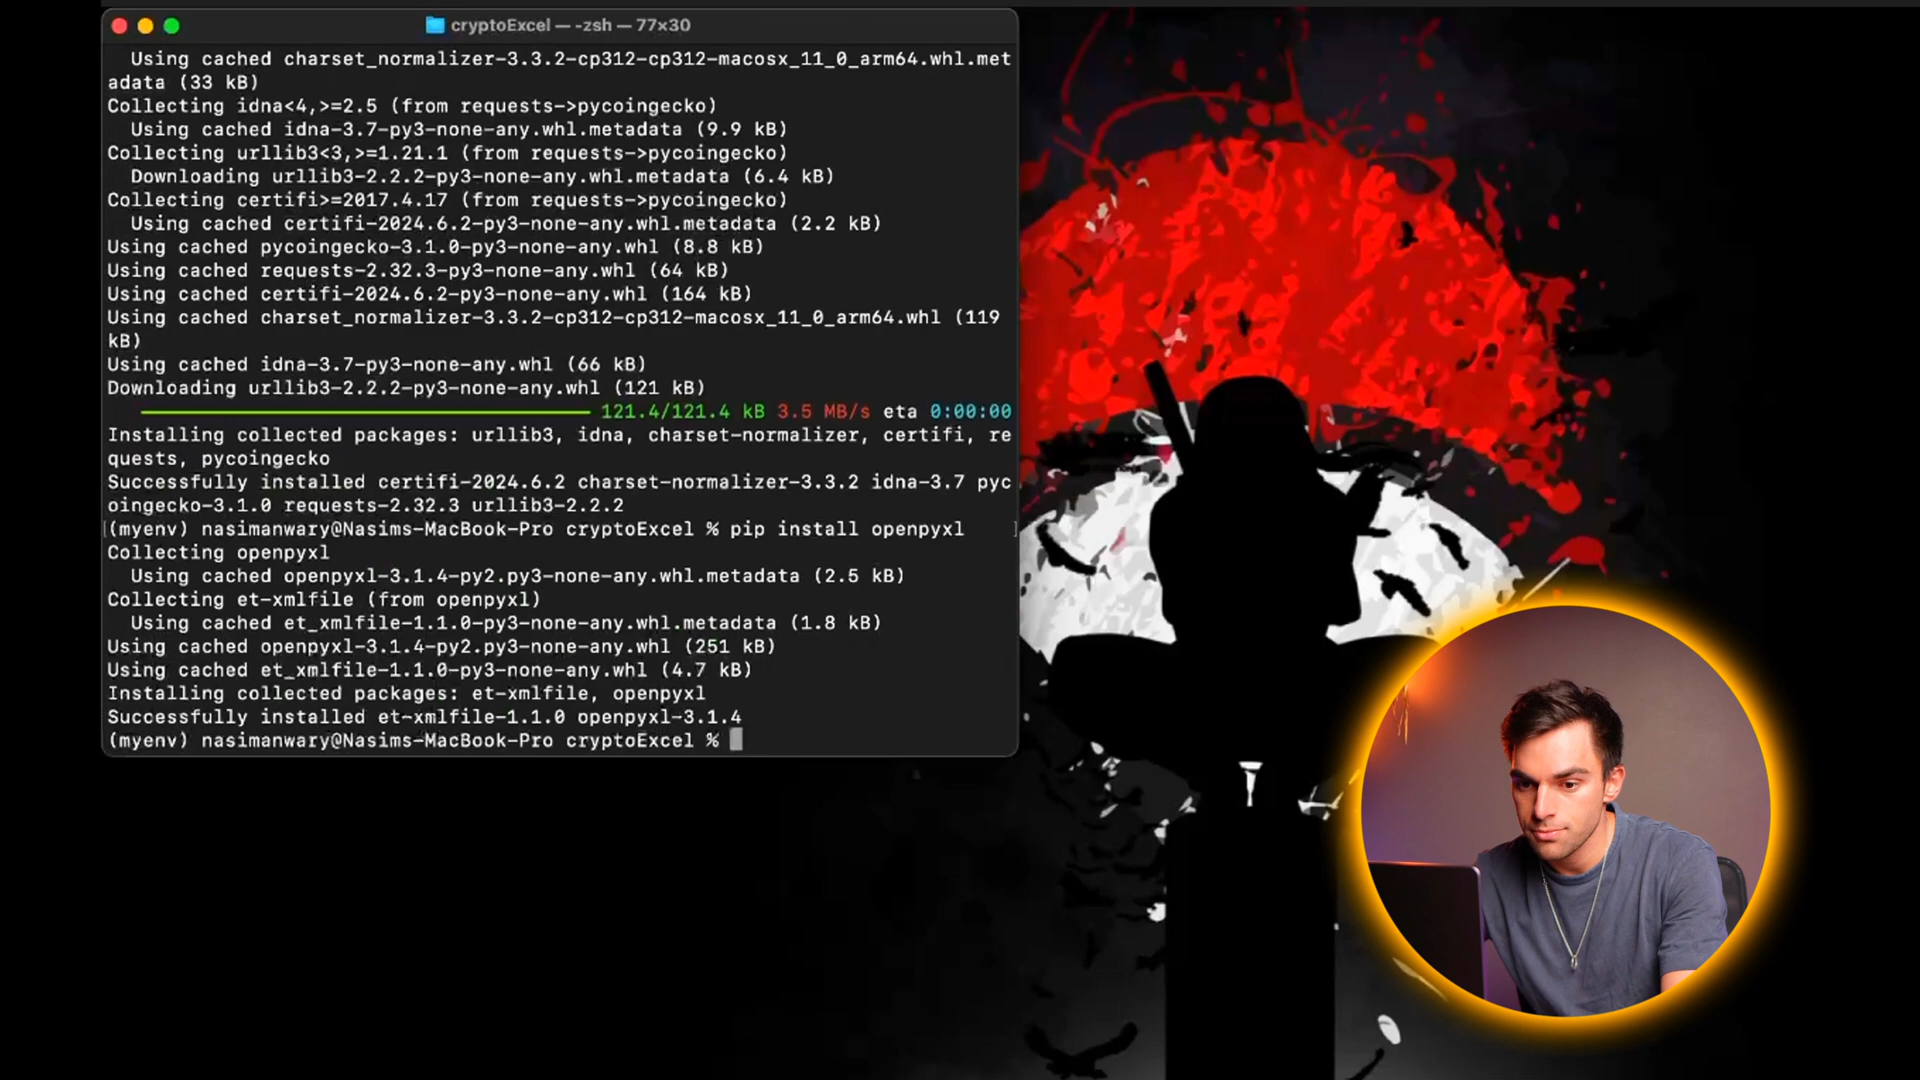 cryptoExcel — -zsh — 77×30
Using cached charset_normalizer-3.3.2-cp312-cp312-macosx_11_0_arm64.whl.met
adata (33 kB)
Collecting idna<4,>=2.5 (from requests->pycoingecko)
Using cached idna-3.7-py3-none-any.whl.metadata (9.9 kB)
Collecting urllib3<3,>=1.21.1 (from requests->pycoingecko)
Downloading urllib3-2.2.2-py3-none-any.whl.metadata (6.4 kB)
Collecting certifi>=2017.4.17 (from requests->pycoingecko)
Using cached certifi-2024.6.2-py3-none-any.whl.metadata (2.2 kB)
Using cached pycoingecko-3.1.0-py3-none-any.whl (8.8 kB)
Using cached requests-2.32.3-py3-none-any.whl (64 kB)
Using cached certifi-2024.6.2-py3-none-any.whl (164 kB)
Using cached charset_normalizer-3.3.2-cp312-cp312-macosx_11_0_arm64.whl (119
kB)
Using cached idna-3.7-py3-none-any.whl (66 kB)
Downloading urllib3-2.2.2-py3-none-any.whl (121 kB)
121.4/121.4 kB 3.5 MB/s eta 0:00:00
Installing collected packages: urllib3, idna, charset-normalizer, certifi, re
quests, pycoingecko
Successfully installed certifi-2024.6.2 charset-normalizer-3.3.2 idna-3.7 pyc
oingecko-3.1.0 requests-2.32.3 urllib3-2.2.2
[(myenv) nasimanwary@Nasims-MacBook-Pro cryptoExcel % pip install openpyxl ]
Collecting openpyxl
Using cached openpyxl-3.1.4-py2.py3-none-any.whl.metadata (2.5 kB)
Collecting et-xmlfile (from openpyxl)
Using cached et_xmlfile-1.1.0-py3-none-any.whl.metadata (1.8 kB)
Using cached openpyxl-3.1.4-py2.py3-none-any.whl (251 kB)
Using cached et_xmlfile-1.1.0-py3-none-any.whl (4.7 kB)
Installing collected packages: et-xmlfile, openpyxl
Successfully installed et-xmlfile-1.1.0 openpyxl-3.1.4
(myenv) nasimanwary@Nasims-MacBook-Pro cryptoExcel %